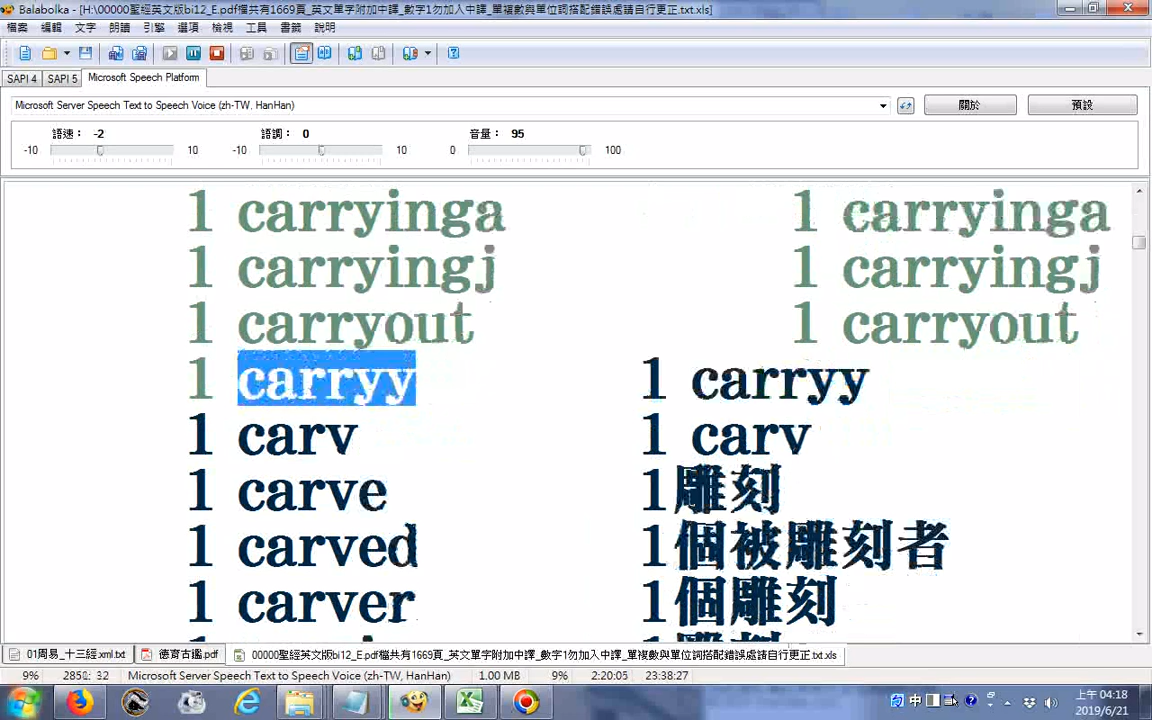 Balabolka - [H:\00000聖經英文版bi12_E.pdf檔共有1669頁_英文單字附加中譯_數字1勿加入中譯_單複數與單位詞搭配錯誤處請自行更正.txt.xls]
檔案 編輯 文字 朗讀 引擎 選項 檢視 工具 書籤 說明
SAPI 4 SAPI 5 Microsoft Speech Platform
Microsoft Server Speech Text to Speech Voice (zh-TW, HanHan) 關於 預設
語速： -2 語調： 0 音量： 95
-10 10 -10 10 0 100
1 carryinga 1 carryinga
1 carryingj 1 carryingj
1 carryout 1 carryout
1 carryy 1 carryy
1 carv 1 carv
1 carve 1雕刻
1 carved 1個被雕刻者
1 carver 1個雕刻
01周易_十三經.xml.txt 德育古鑑.pdf 00000聖經英文版bi12_E.pdf檔共有1669頁_英文單字附加中譯_數字1勿加入中譯_單複數與單位詞搭配錯誤處請自行更正.txt.xls
9% 2850: 32 Microsoft Server Speech Text to Speech Voice (zh-TW, HanHan) 1.00 MB 9% 2:20:05 23:38:27
中 上午 04:18
2019/6/21